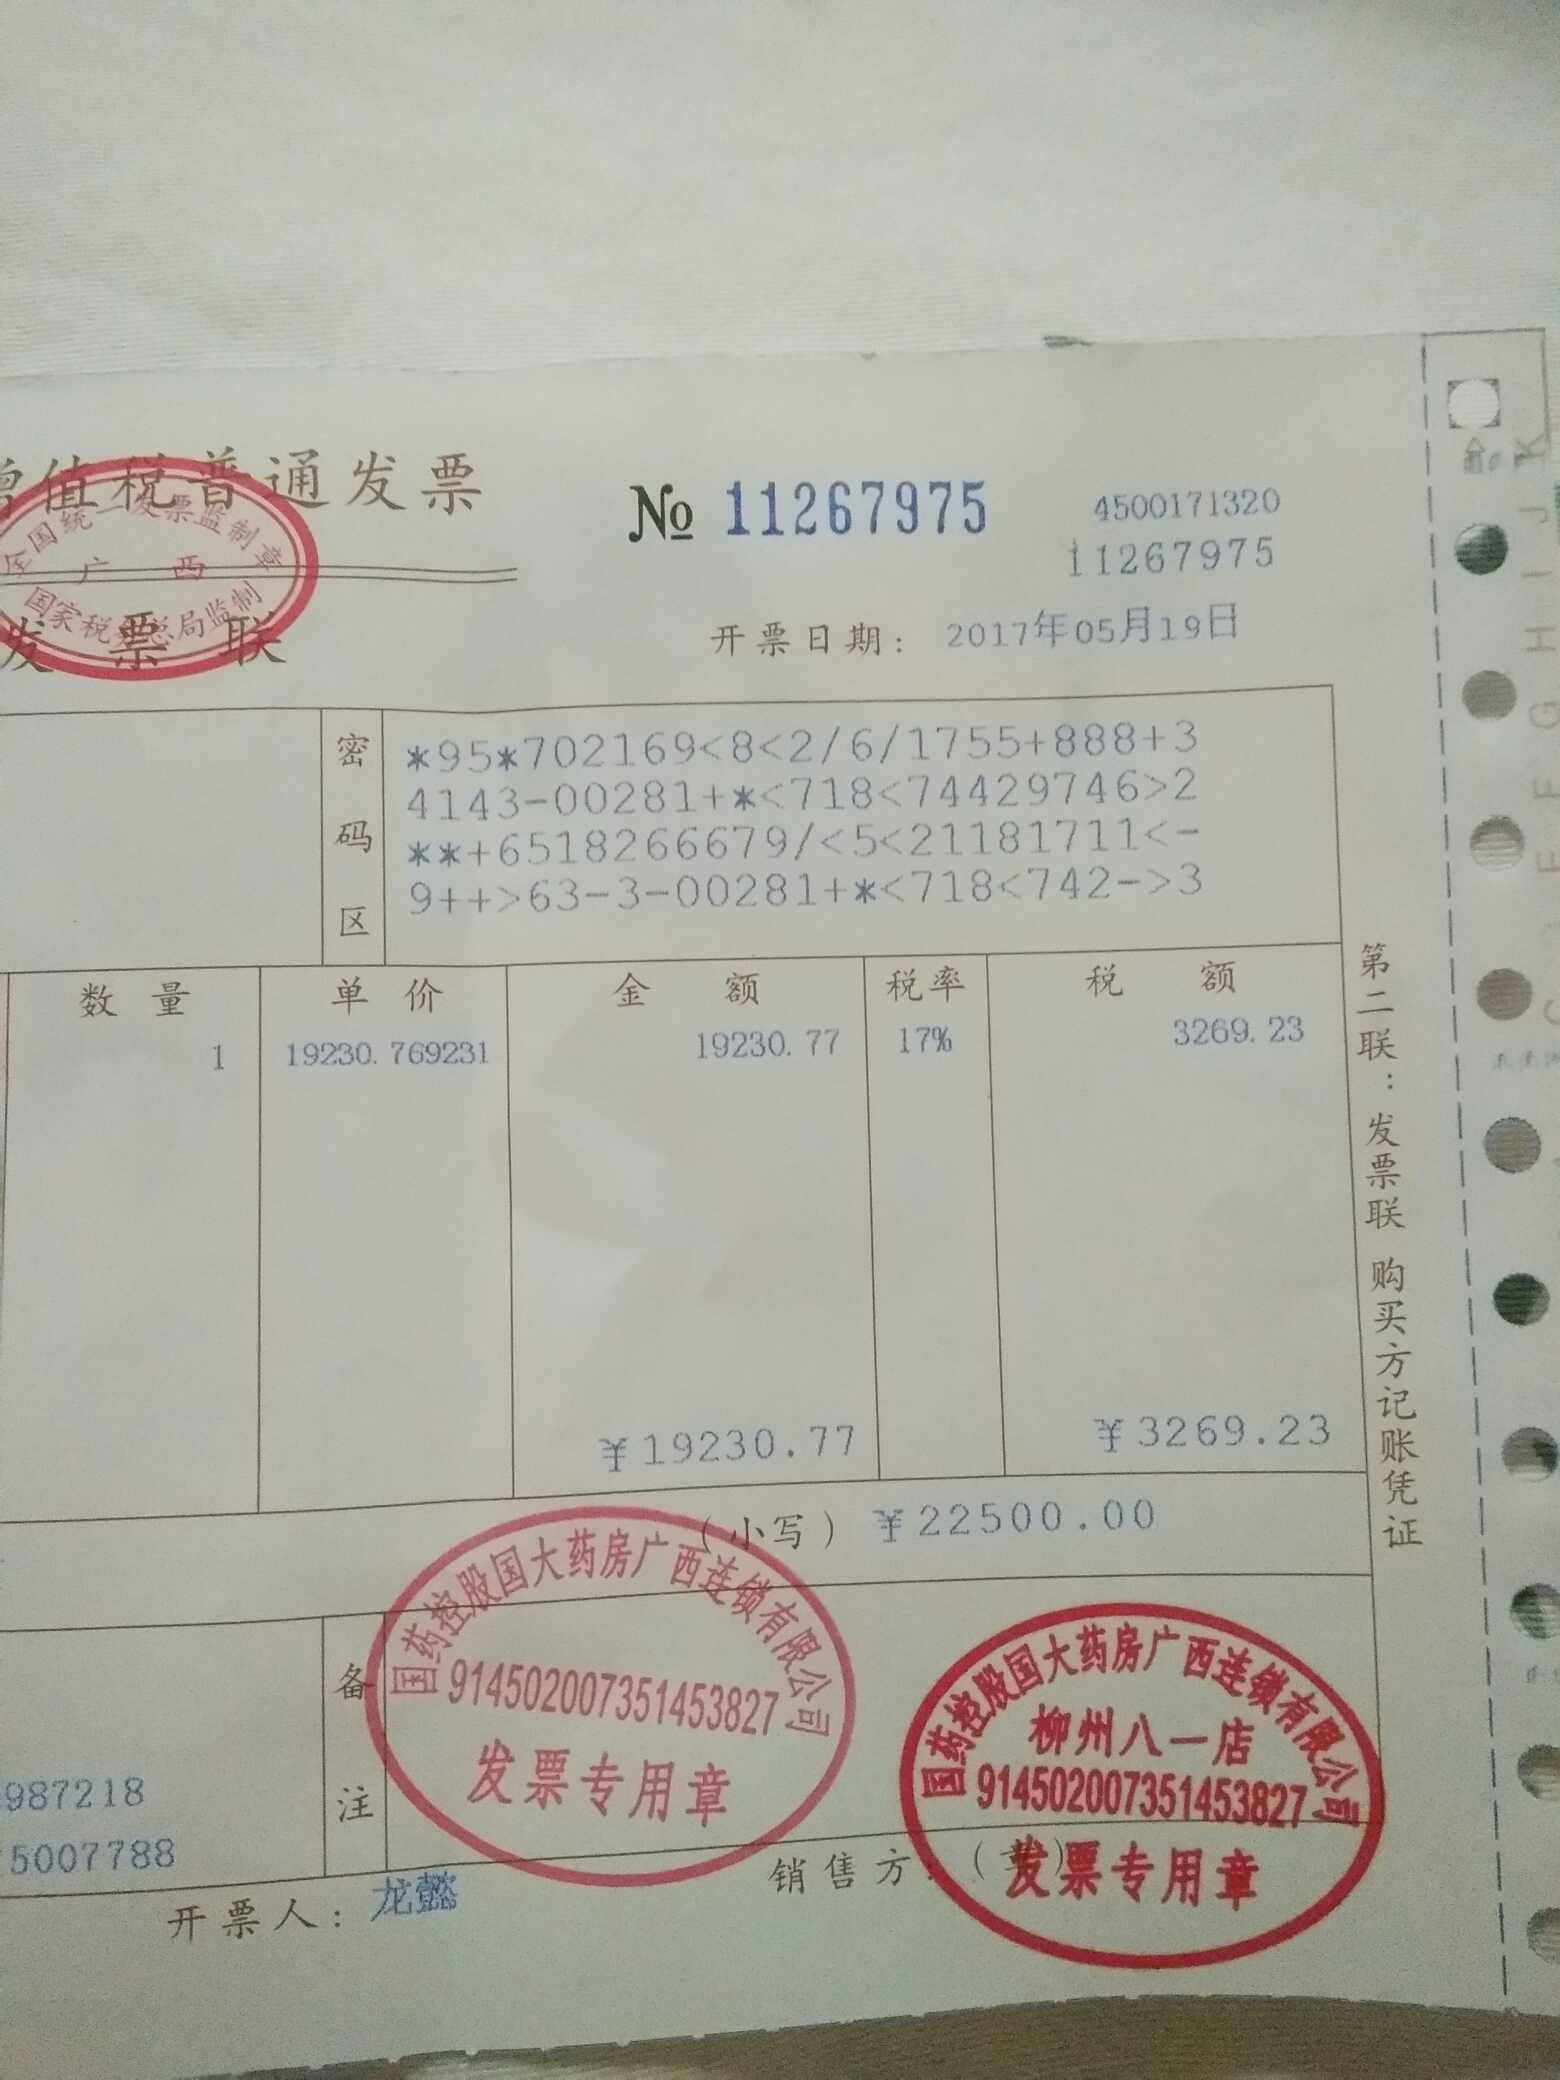 增值税普通发票
全国统一发票监制章
广 西
国家税务总局监制
发 票 联
№ 11267975
4500171320
11267975
开票日期: 2017年05月19日
密码区
*95*702169<8<2/6/1755+888+3
4143-00281+*<718<74429746>2
**+6518266679/<5<21181711<-
9++>63-3-00281+*<718<742->3
数 量 单 价 金 额 税率 税 额
1 19230.769231 19230.77 17% 3269.23
¥19230.77 ¥3269.23
(小写) ¥22500.00
备注
987218
5007788
国药控股国大药房广西连锁有限公司
914502007351453827
发票专用章
国药控股国大药房广西连锁有限公司
柳州八一店
914502007351453827
发票专用章
开票人: 龙懿
销售方:(章)
第二联:发票联 购买方记账凭证